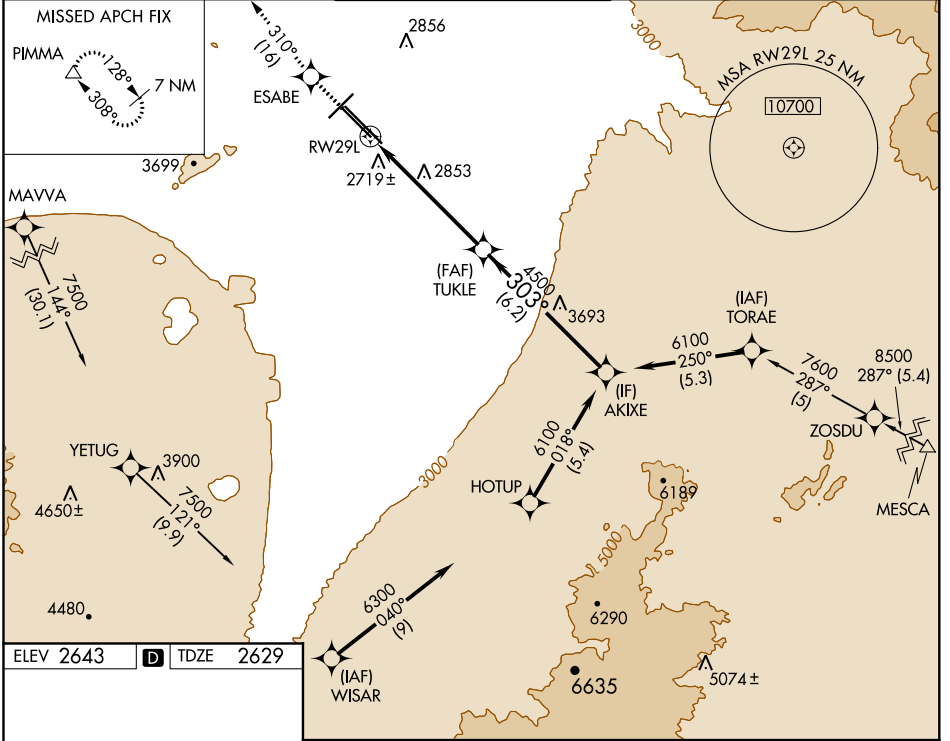 MISSED APCH FIX
PIMMA
128°
308°
7 NM
310°
(16)
ESABE
2856
3000
MSA RW29L 25 NM
10700
RW29L
2719±
2853
3699
MAVVA
7500
144°
(30.1)
(FAF)
TUKLE
4500
303°
(6.2)
3693
(IAF)
TORAE
6100
250°
(5.3)
(IF)
AKIXE
7600
287°
(5)
8500
287° (5.4)
ZOSDU
MESCA
6100
018°
(5.4)
HOTUP
YETUG
3900
4650±
7500
121°
(9.9)
3000
6189
5000
4480
6300
040°
(9)
6290
(IAF)
WISAR
6635
5074±
ELEV 2643
D
TDZE 2629